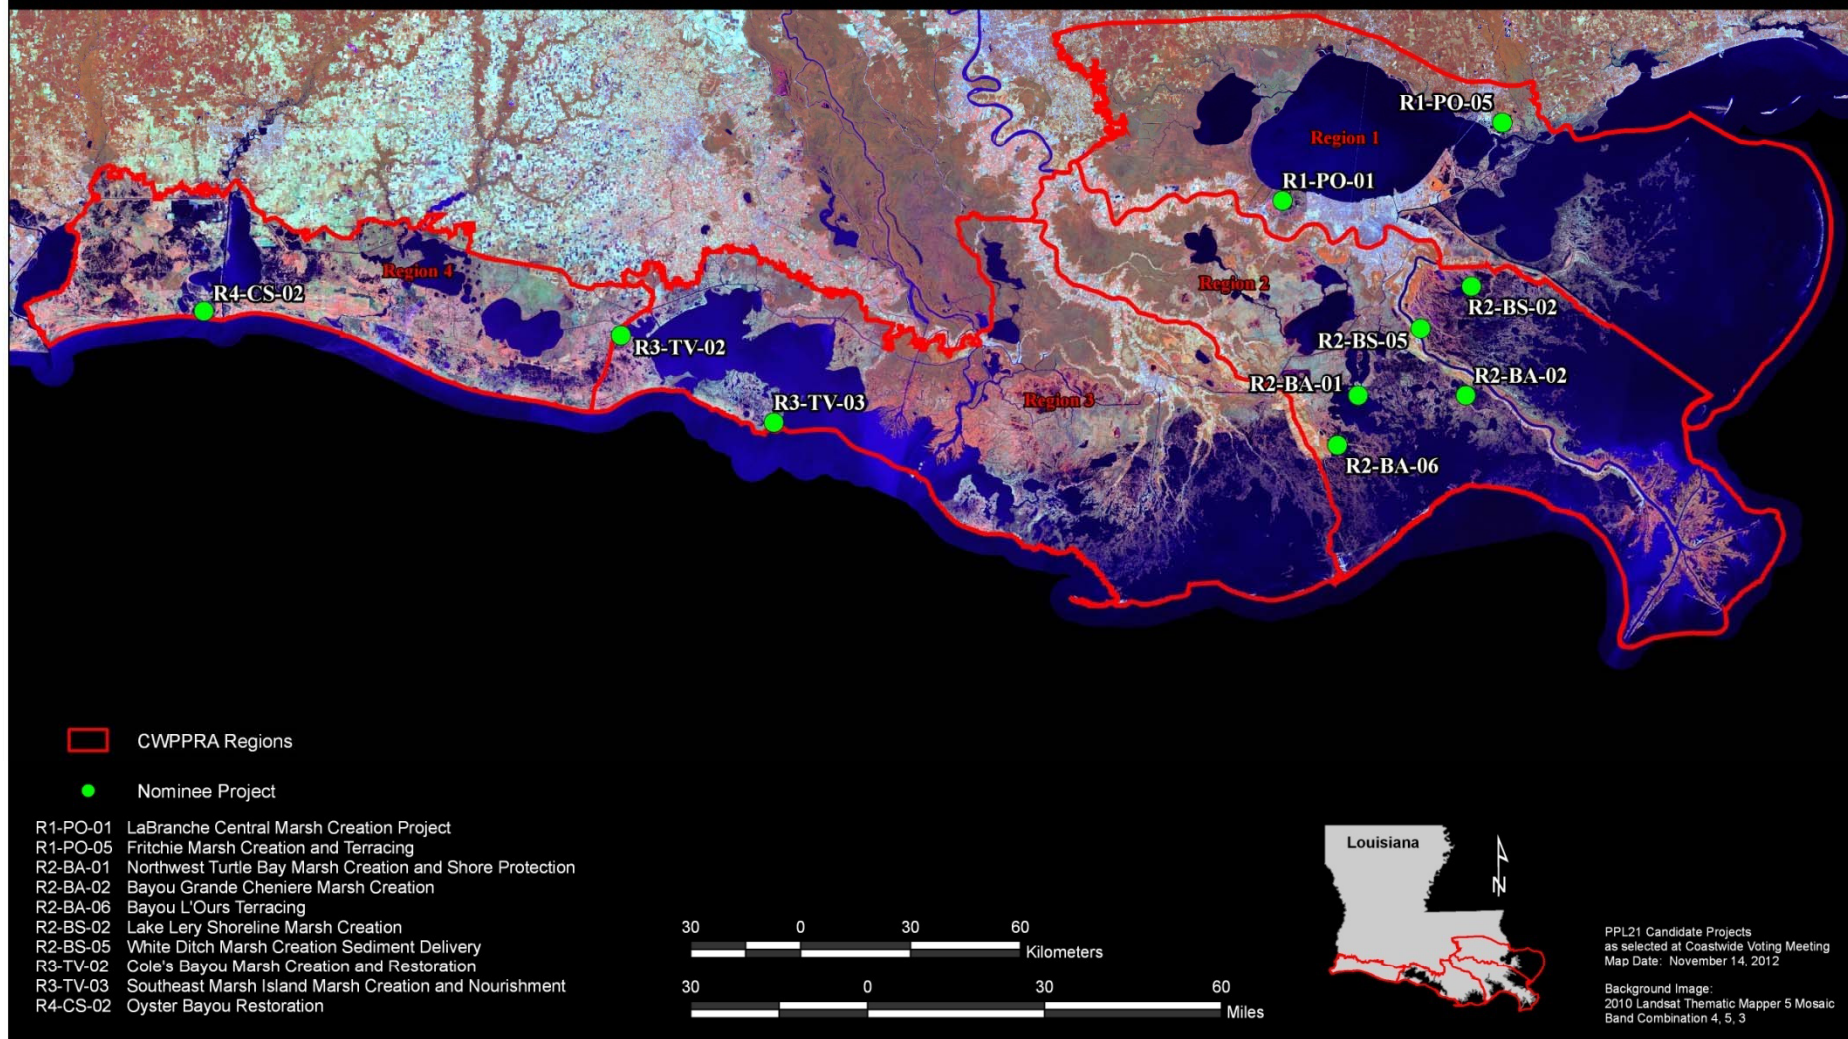 R1-PO-05
Region 1
R1-PO-01
Region 4
Region 2
R4-CS-02
R2-BS-02
R3-TV-02
R2-BS-05
R2-BA-01
R2-BA-02
R3-TV-03
Region 3
R2-BA-06
CWPPRA Regions
Nominee Project
R1-PO-01 LaBranche Central Marsh Creation Project
R1-PO-05 Fritchie Marsh Creation and Terracing
R2-BA-01 Northwest Turtle Bay Marsh Creation and Shore Protection
R2-BA-02 Bayou Grande Cheniere Marsh Creation
R2-BA-06 Bayou L'Ours Terracing
R2-BS-02 Lake Lery Shoreline Marsh Creation
R2-BS-05 White Ditch Marsh Creation Sediment Delivery
R3-TV-02 Cole's Bayou Marsh Creation and Restoration
R3-TV-03 Southeast Marsh Island Marsh Creation and Nourishment
R4-CS-02 Oyster Bayou Restoration
30 0 30 60
Kilometers
30 0 30 60
Miles
Louisiana
N
PPL21 Candidate Projects
as selected at Coastwide Voting Meeting
Map Date: November 14, 2012
Background Image:
2010 Landsat Thematic Mapper 5 Mosaic
Band Combination 4, 5, 3